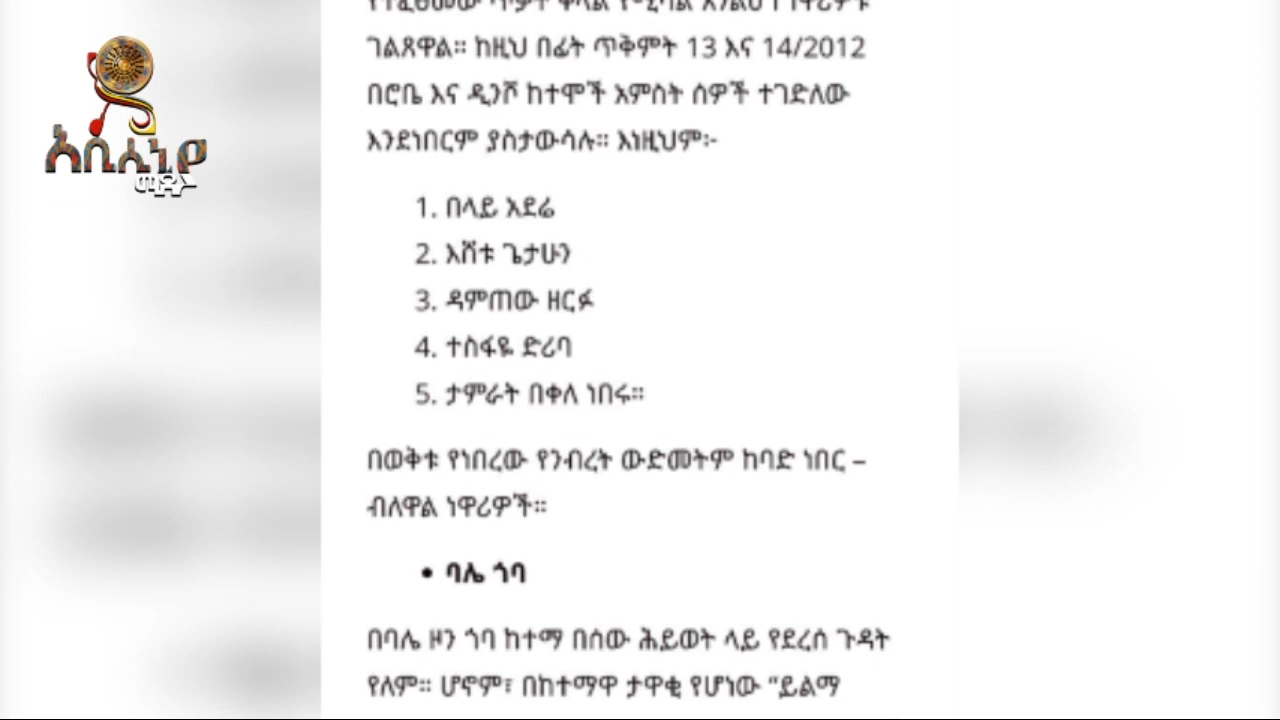 አቢሲኒያ
ሚዲያ
ገልጸዋል። ከዚህ በፊት ጥቅምት 13 እና 14/2012
በሮቤ እና ዲንሾ ከተሞች አምስት ሰዎች ተገድለው
እንደነበርም ያስታውሳሉ። እነዚህም፡-
1. በላይ አደሬ
2. እሸቱ ጌታሁን
3. ዳምጠው ዘርፉ
4. ተስፋዬ ድሪባ
5. ታምራት በቀለ ነበሩ።
በወቅቱ የነበረው የንብረት ውድመትም ከባድ ነበር –
ብለዋል ነዋሪዎች።
• ባሌ ጎባ
በባሌ ዞን ጎባ ከተማ በሰው ሕይወት ላይ የደረሰ ጉዳት
የለም። ሆኖም፣ በከተማዋ ታዋቂ የሆነው “ይልማ